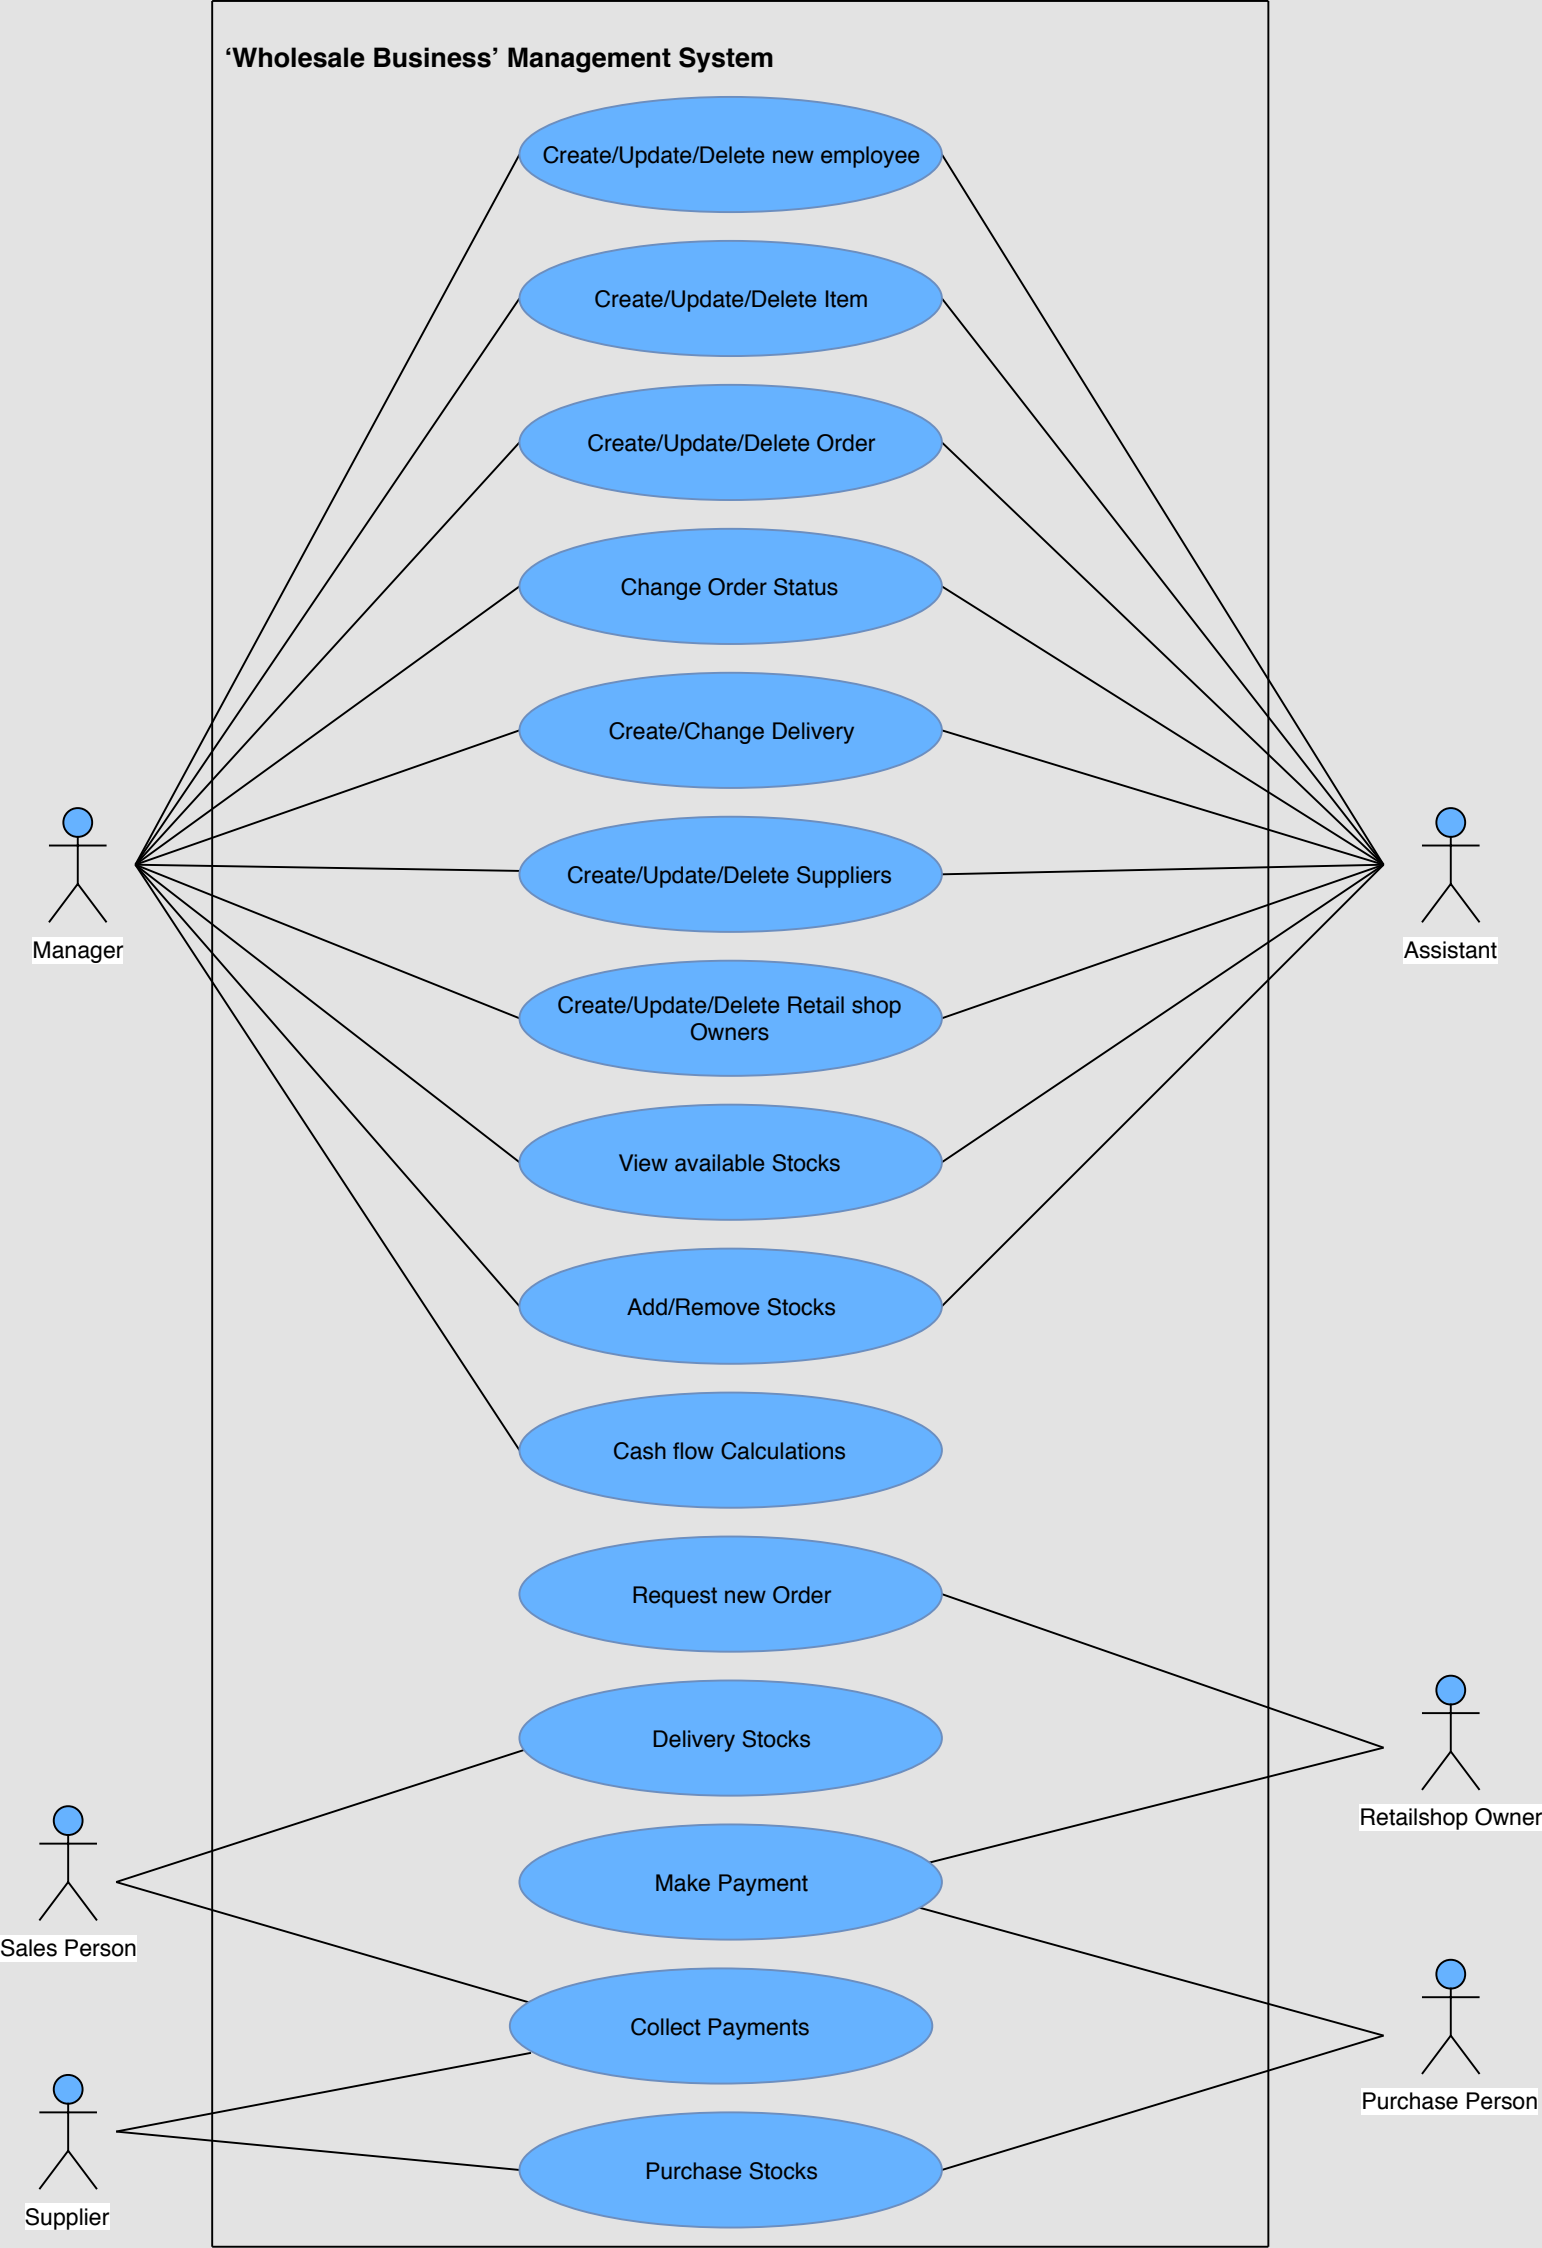 ‘Wholesale Business’ Management System
Create/Update/Delete new employee
Create/Update/Delete Item
Create/Update/Delete Order
Change Order Status
Create/Change Delivery
Create/Update/Delete Suppliers
Manager
Assistant
Create/Update/Delete Retail shop
Owners
View available Stocks
Add/Remove Stocks
Cash flow Calculations
Request new Order
Delivery Stocks
Retailshop Owner
Make Payment
Sales Person
Collect Payments
Purchase Person
Purchase Stocks
Supplier